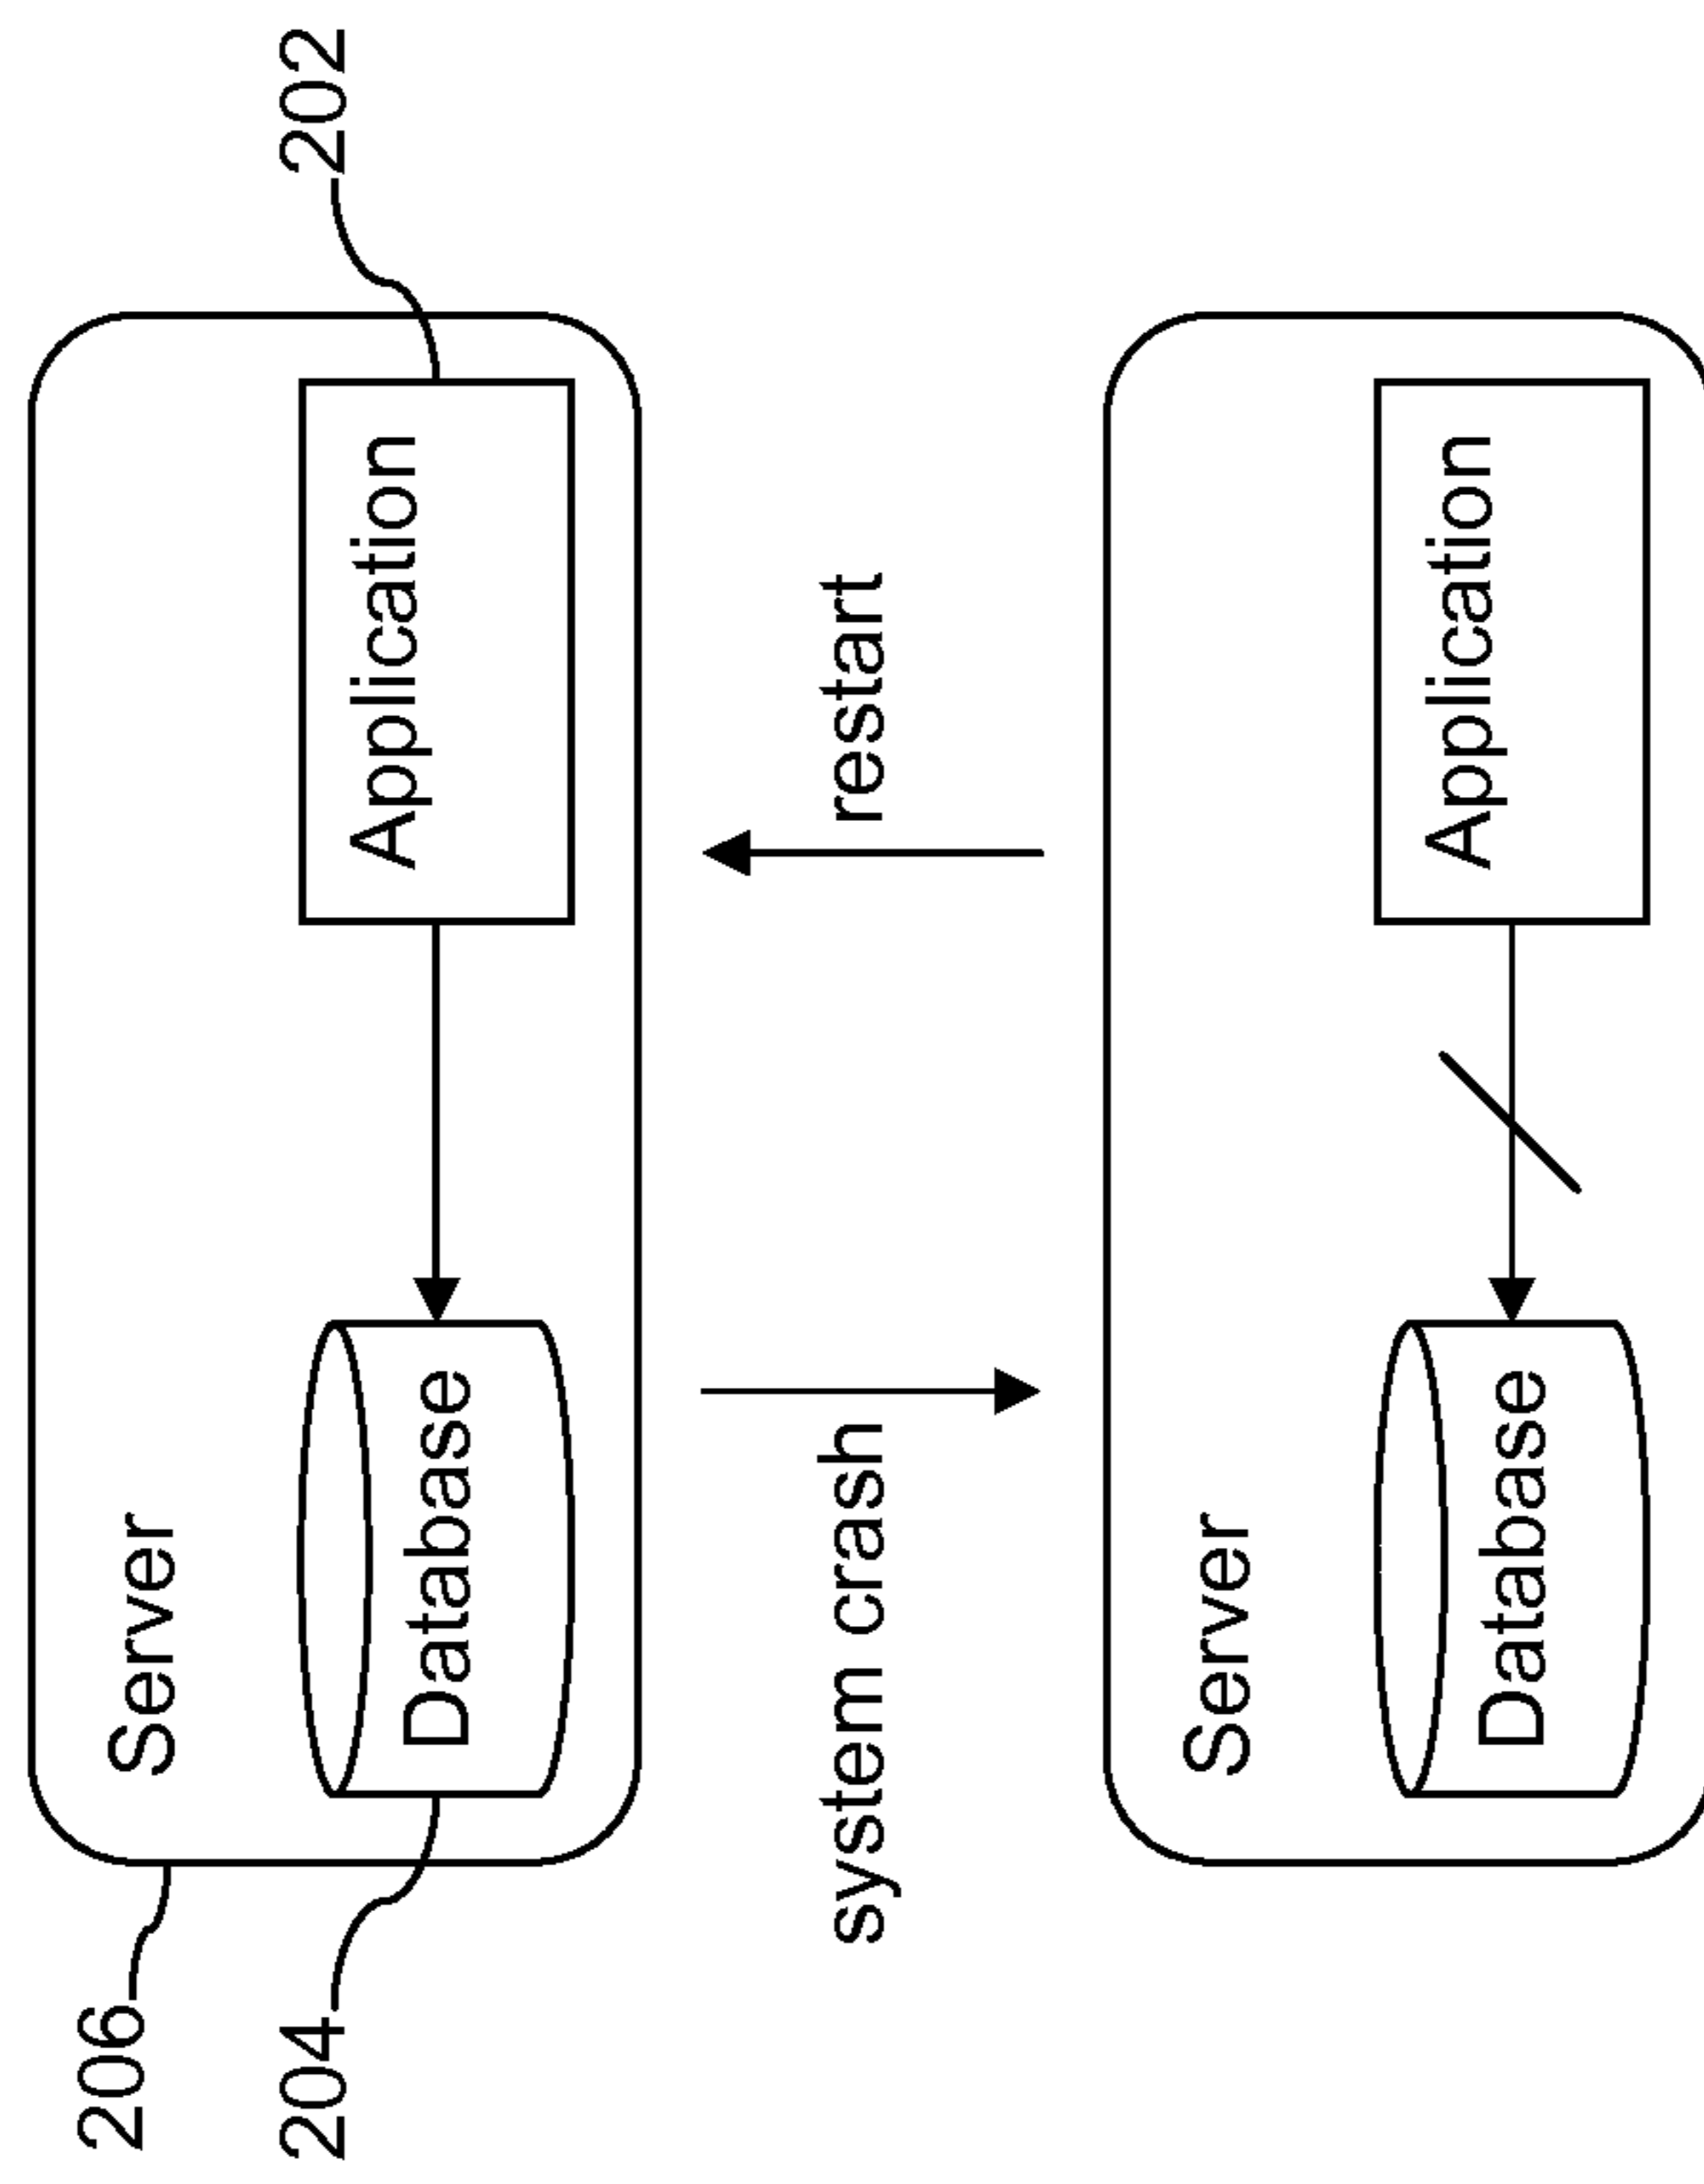 206
Server
204
Database
Application
202
system crash
restart
Server
Database
Application